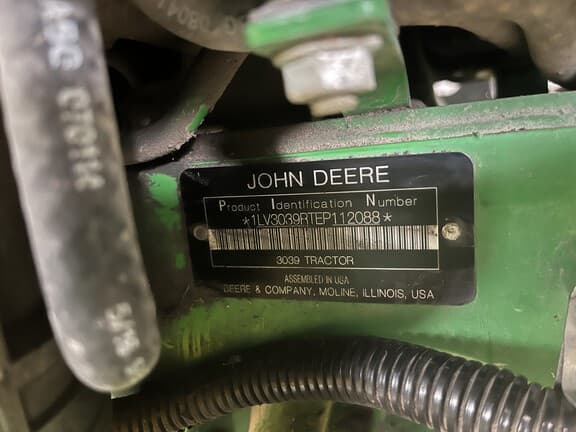 JOHN DEERE
Product Identification Number
*1LV3039RTEP112088*
3039 TRACTOR
ASSEMBLED IN USA
DEERE & COMPANY, MOLINE, ILLINOIS, USA